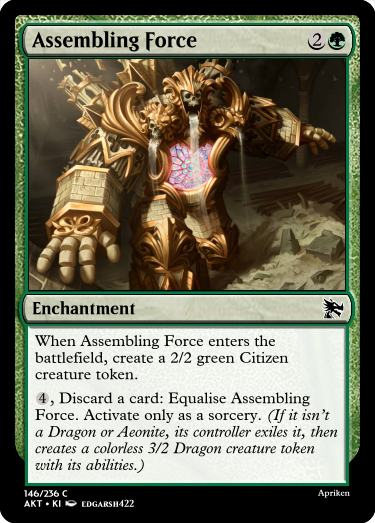 Assembling Force 2
Enchantment
When Assembling Force enters the
battlefield, create a 2/2 green Citizen
creature token.
4, Discard a card: Equalise Assembling
Force. Activate only as a sorcery. (If it isn't
a Dragon or Aeonite, its controller exiles it, then
creates a colorless 3/2 Dragon creature token
with its abilities.)
146/236 C Apriken
AKT • KI EDGARSH422